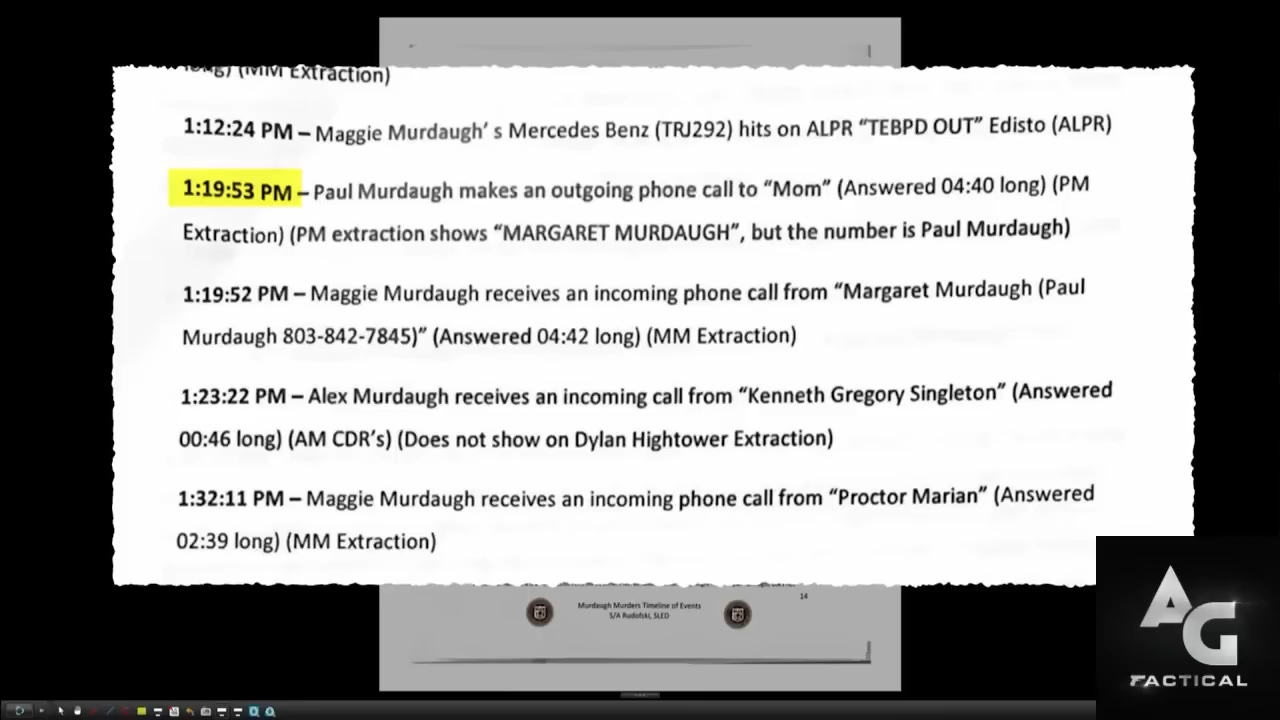 long) (MM Extraction)
1:12:24 PM – Maggie Murdaugh' s Mercedes Benz (TRJ292) hits on ALPR “TEBPD OUT” Edisto (ALPR)
1:19:53 PM – Paul Murdaugh makes an outgoing phone call to “Mom” (Answered 04:40 long) (PM
Extraction) (PM extraction shows “MARGARET MURDAUGH”, but the number is Paul Murdaugh)
1:19:52 PM – Maggie Murdaugh receives an incoming phone call from “Margaret Murdaugh (Paul
Murdaugh 803-842-7845)” (Answered 04:42 long) (MM Extraction)
1:23:22 PM – Alex Murdaugh receives an incoming call from “Kenneth Gregory Singleton” (Answered
00:46 long) (AM CDR’s) (Does not show on Dylan Hightower Extraction)
1:32:11 PM – Maggie Murdaugh receives an incoming phone call from “Proctor Marian” (Answered
02:39 long) (MM Extraction)
14
Murdaugh Murders Timeline of Events
S/A Rudofski, SLED
AG
FACTICAL